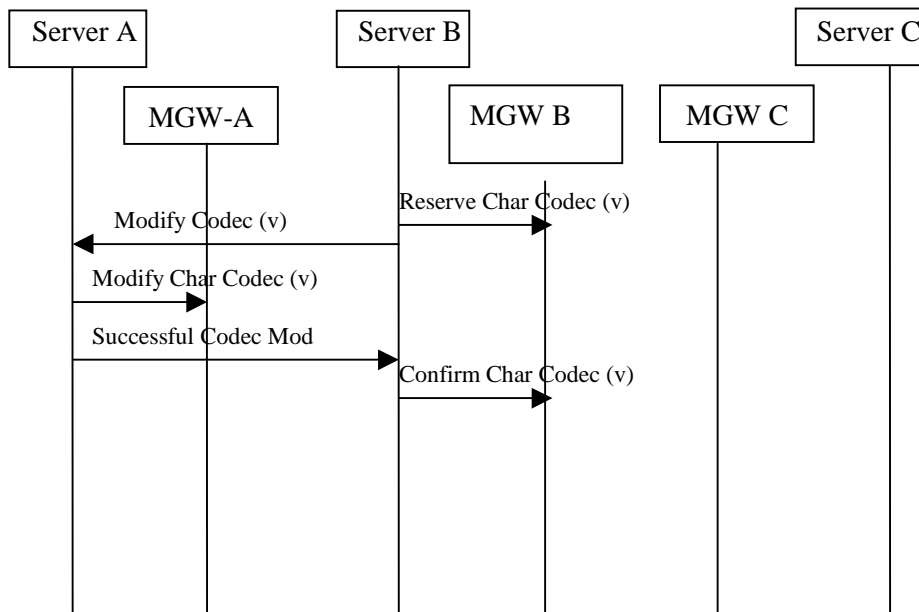 Server A
Server B
Server C
MGW-A
MGW B
MGW C
Reserve Char Codec (v)
Modify Codec (v)
Modify Char Codec (v)
Successful Codec Mod
Confirm Char Codec (v)